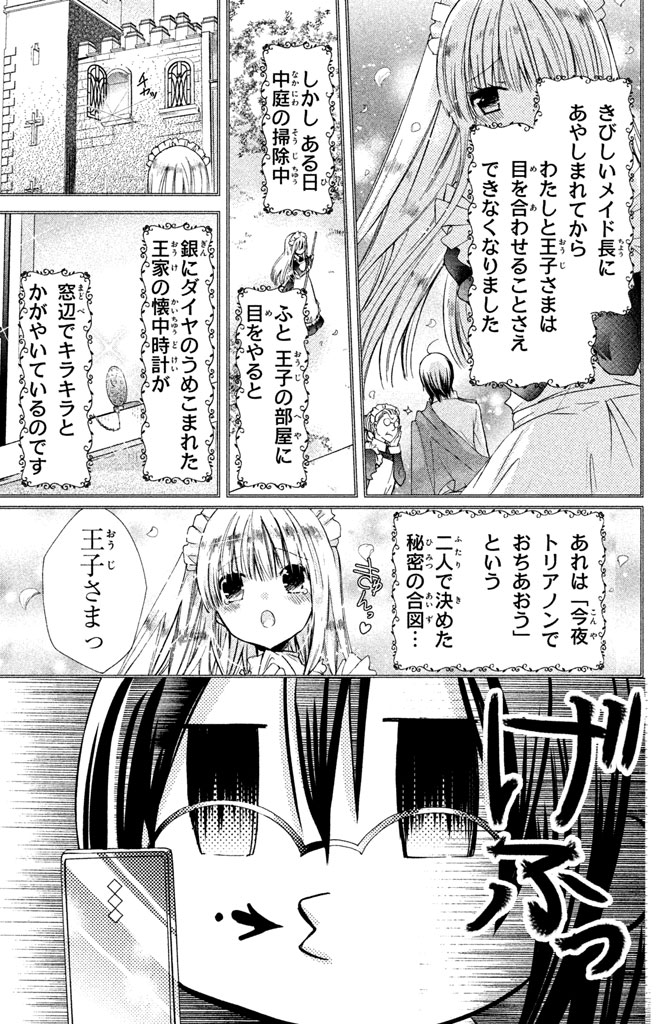 きびしいメイド長に
あやしまれてから
わたしと王子さまは
目を合わせることさえ
できなくなりました
しかし ある日
中庭の掃除中
ふと 王子の部屋に
目をやると
チャッ
銀にダイヤのうめこまれた
王家の懐中時計が
窓辺でキラキラと
かがやいているのです
あれは「今夜
トリアノンで
おちあおう」
という
二人で決めた
秘密の合図…
きゅんっ♡
王子さまっ
げふっ